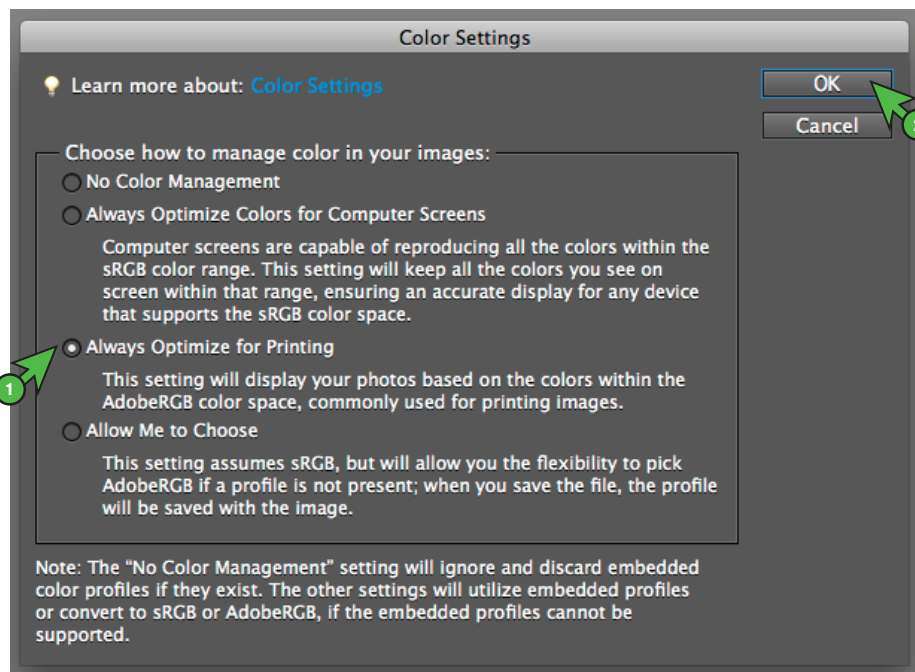 Color Settings
Learn more about: Color Settings
OK
Cancel
Choose how to manage color in your images:
No Color Management
Always Optimize Colors for Computer Screens
Computer screens are capable of reproducing all the colors within the
sRGB color range. This setting will keep all the colors you see on
screen within that range, ensuring an accurate display for any device
that supports the sRGB color space.
1
Always Optimize for Printing
This setting will display your photos based on the colors within the
AdobeRGB color space, commonly used for printing images.
Allow Me to Choose
This setting assumes sRGB, but will allow you the flexibility to pick
AdobeRGB if a profile is not present; when you save the file, the profile
will be saved with the image.
Note: The “No Color Management” setting will ignore and discard embedded
color profiles if they exist. The other settings will utilize embedded profiles
or convert to sRGB or AdobeRGB, if the embedded profiles cannot be
supported.